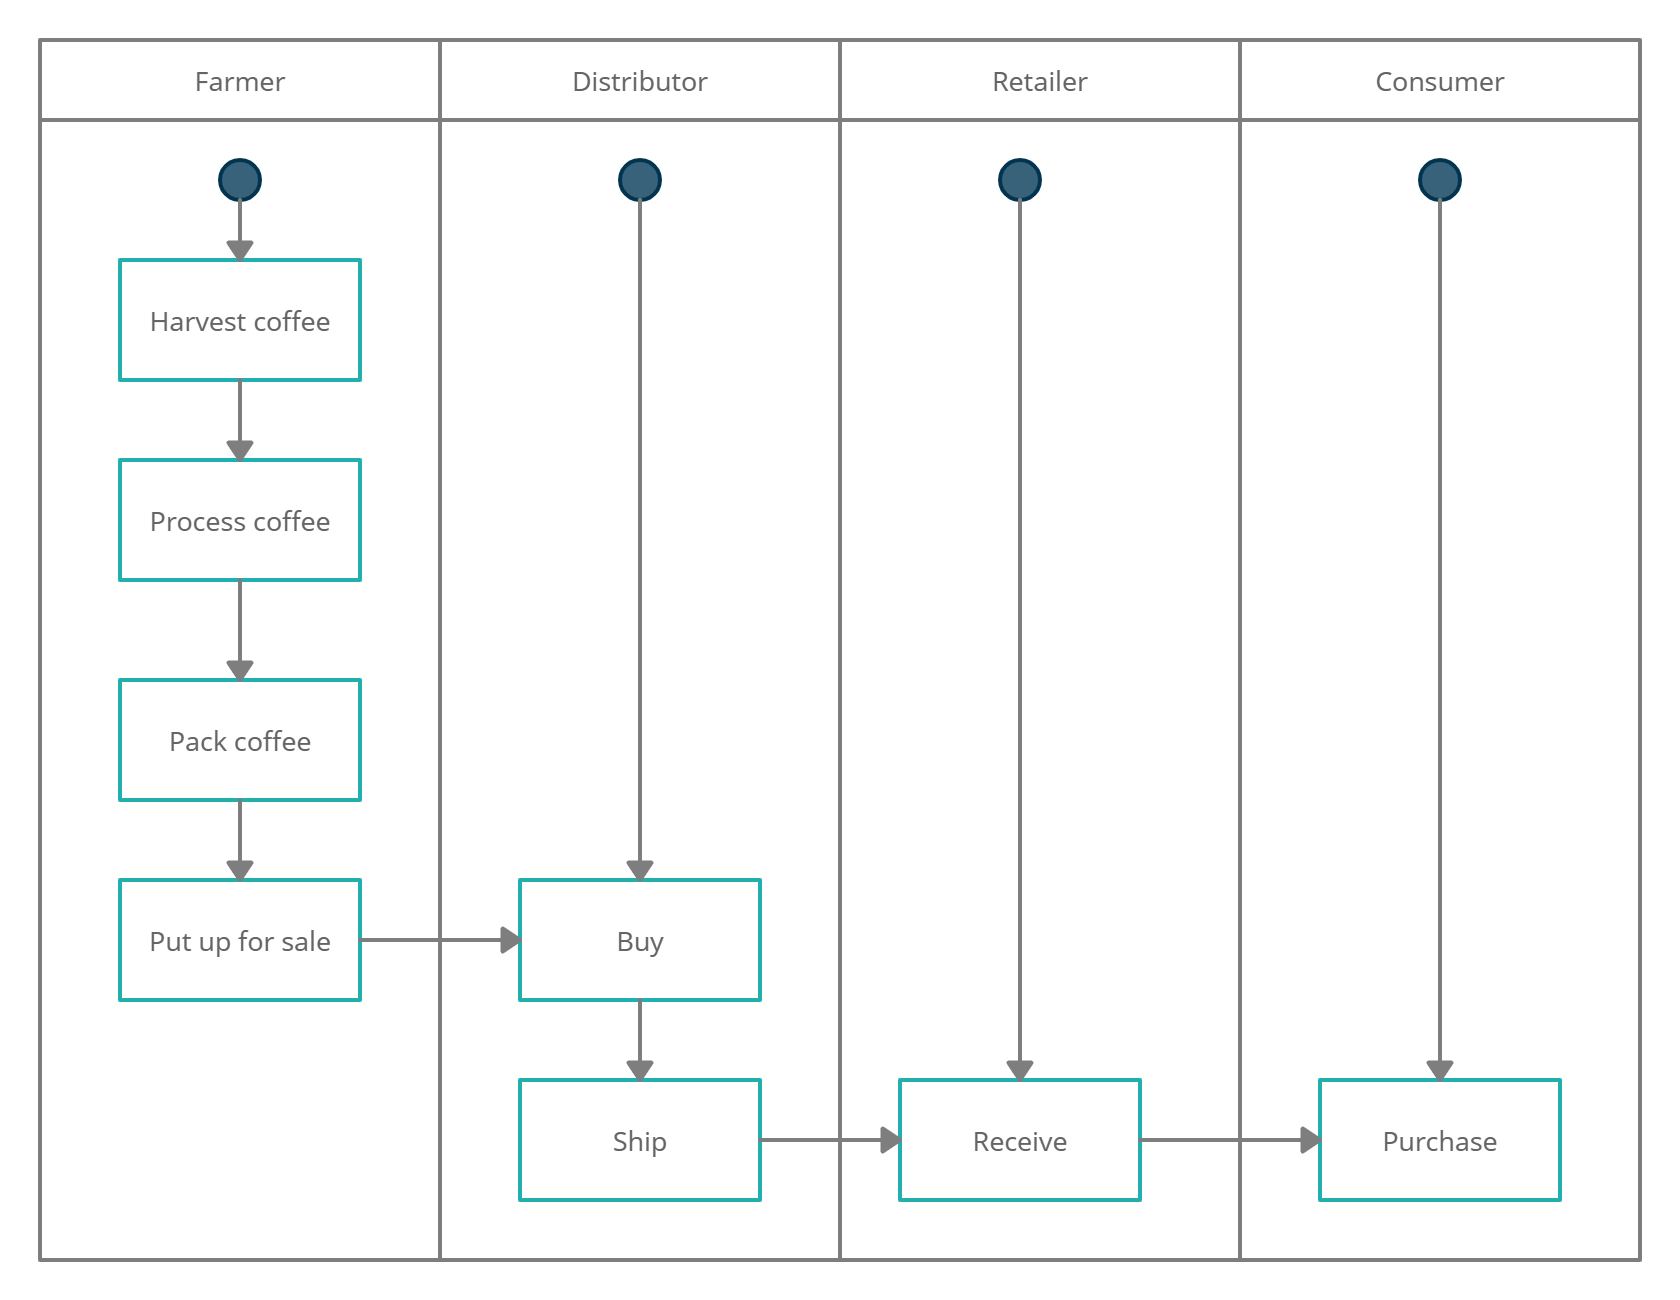 Farmer
Distributor
Retailer
Consumer
Harvest coffee
Process coffee
Pack coffee
Put up for sale
Buy
Ship
Receive
Purchase